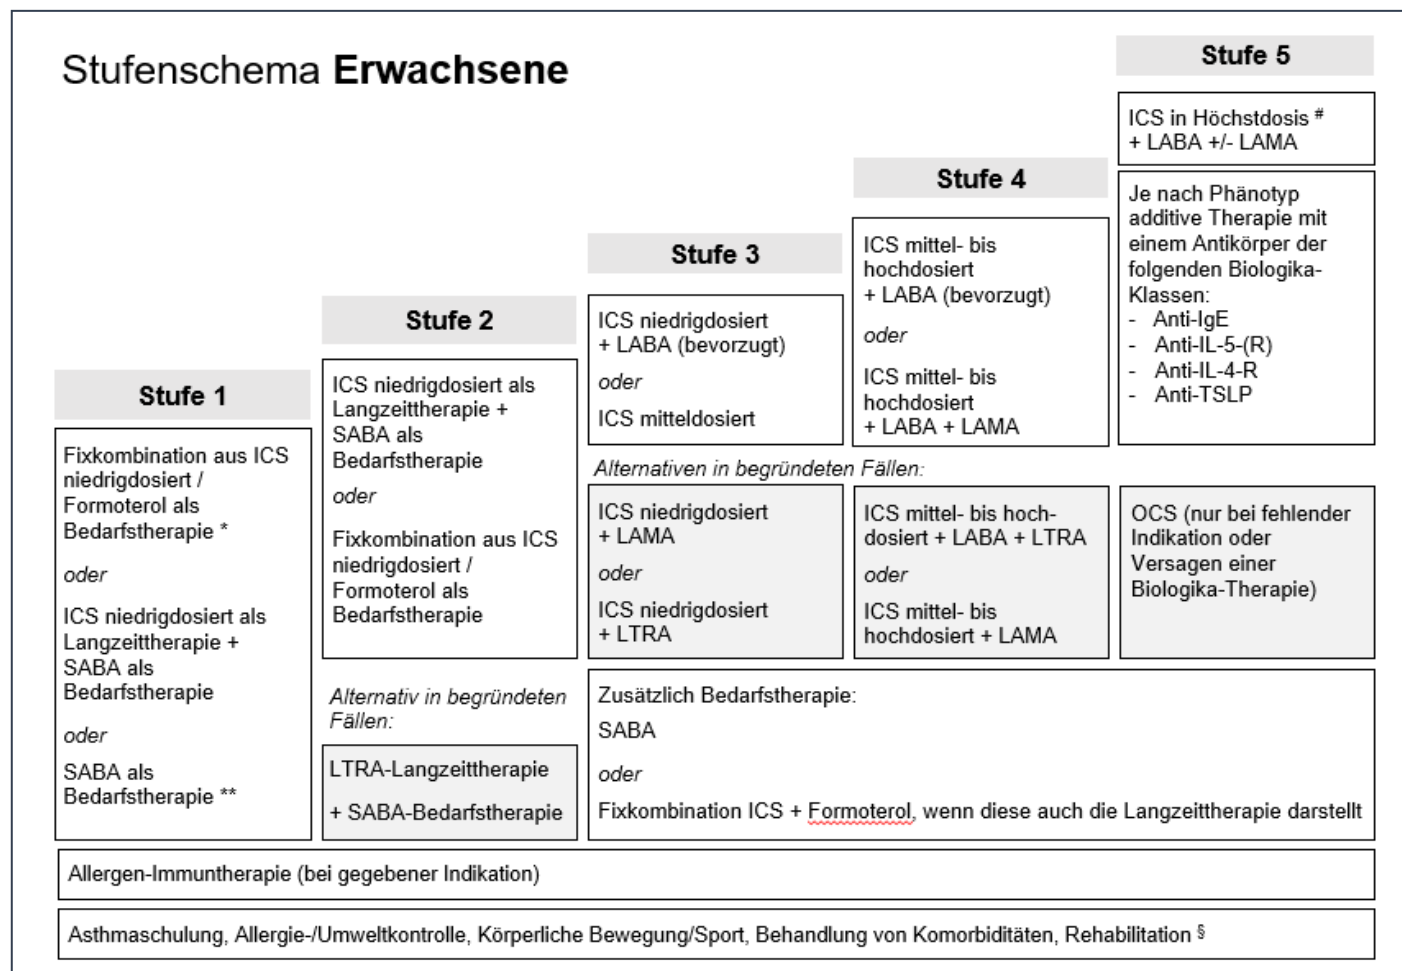 Stufenschema Erwachsene
Stufe 1
Fixkombination aus ICS
niedrigdosiert /
Formoterol als
Bedarfstherapie *
oder
ICS niedrigdosiert als
Langzeittherapie +
SABA als
Bedarfstherapie
oder
SABA als
Bedarfstherapie **
Stufe 2
ICS niedrigdosiert als
Langzeittherapie +
SABA als
Bedarfstherapie
oder
Fixkombination aus ICS
niedrigdosiert /
Formoterol als
Bedarfstherapie
Alternativ in begründeten
Fällen:
LTRA-Langzeittherapie
+ SABA-Bedarfstherapie
Stufe 3
ICS niedrigdosiert
+ LABA (bevorzugt)
oder
ICS mitteldosiert
Stufe 4
ICS mittel- bis
hochdosiert
+ LABA (bevorzugt)
oder
ICS mittel- bis
hochdosiert
+ LABA + LAMA
Stufe 5
ICS in Höchstdosis #
+ LABA +/- LAMA
Je nach Phänotyp
additive Therapie mit
einem Antikörper der
folgenden Biologika-
Klassen:
- Anti-IgE
- Anti-IL-5-(R)
- Anti-IL-4-R
- Anti-TSLP
Alternativen in begründeten Fällen:
ICS niedrigdosiert
+ LAMA
oder
ICS niedrigdosiert
+ LTRA
ICS mittel- bis hoch-
dosiert + LABA + LTRA
oder
ICS mittel- bis
hochdosiert + LAMA
OCS (nur bei fehlender
Indikation oder
Versagen einer
Biologika-Therapie)
Zusätzlich Bedarfstherapie:
SABA
oder
Fixkombination ICS + Formoterol, wenn diese auch die Langzeittherapie darstellt
Allergen-Immuntherapie (bei gegebener Indikation)
Asthmaschulung, Allergie-/Umweltkontrolle, Körperliche Bewegung/Sport, Behandlung von Komorbiditäten, Rehabilitation §